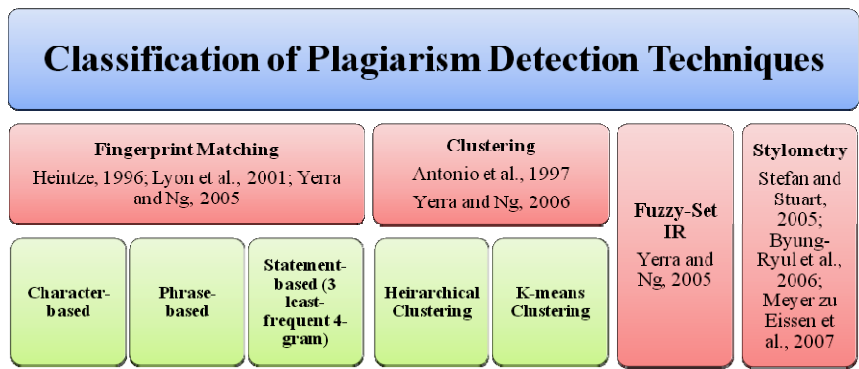 Classification of Plagiarism Detection Techniques
Fingerprint Matching
Heintze, 1996; Lyon et al., 2001; Yerra
and Ng, 2005
Character-
based
Phrase-
based
Statement-
based (3
least-
frequent 4-
gram)
Clustering
Antonio et al., 1997
Yerra and Ng, 2006
Heirarchical
Clustering
K-means
Clustering
Fuzzy-Set
IR
Yerra and
Ng, 2005
Stylometry
Stefan and
Stuart,
2005;
Byung-
Ryul et al.,
2006;
Meyer zu
Eissen et
al., 2007